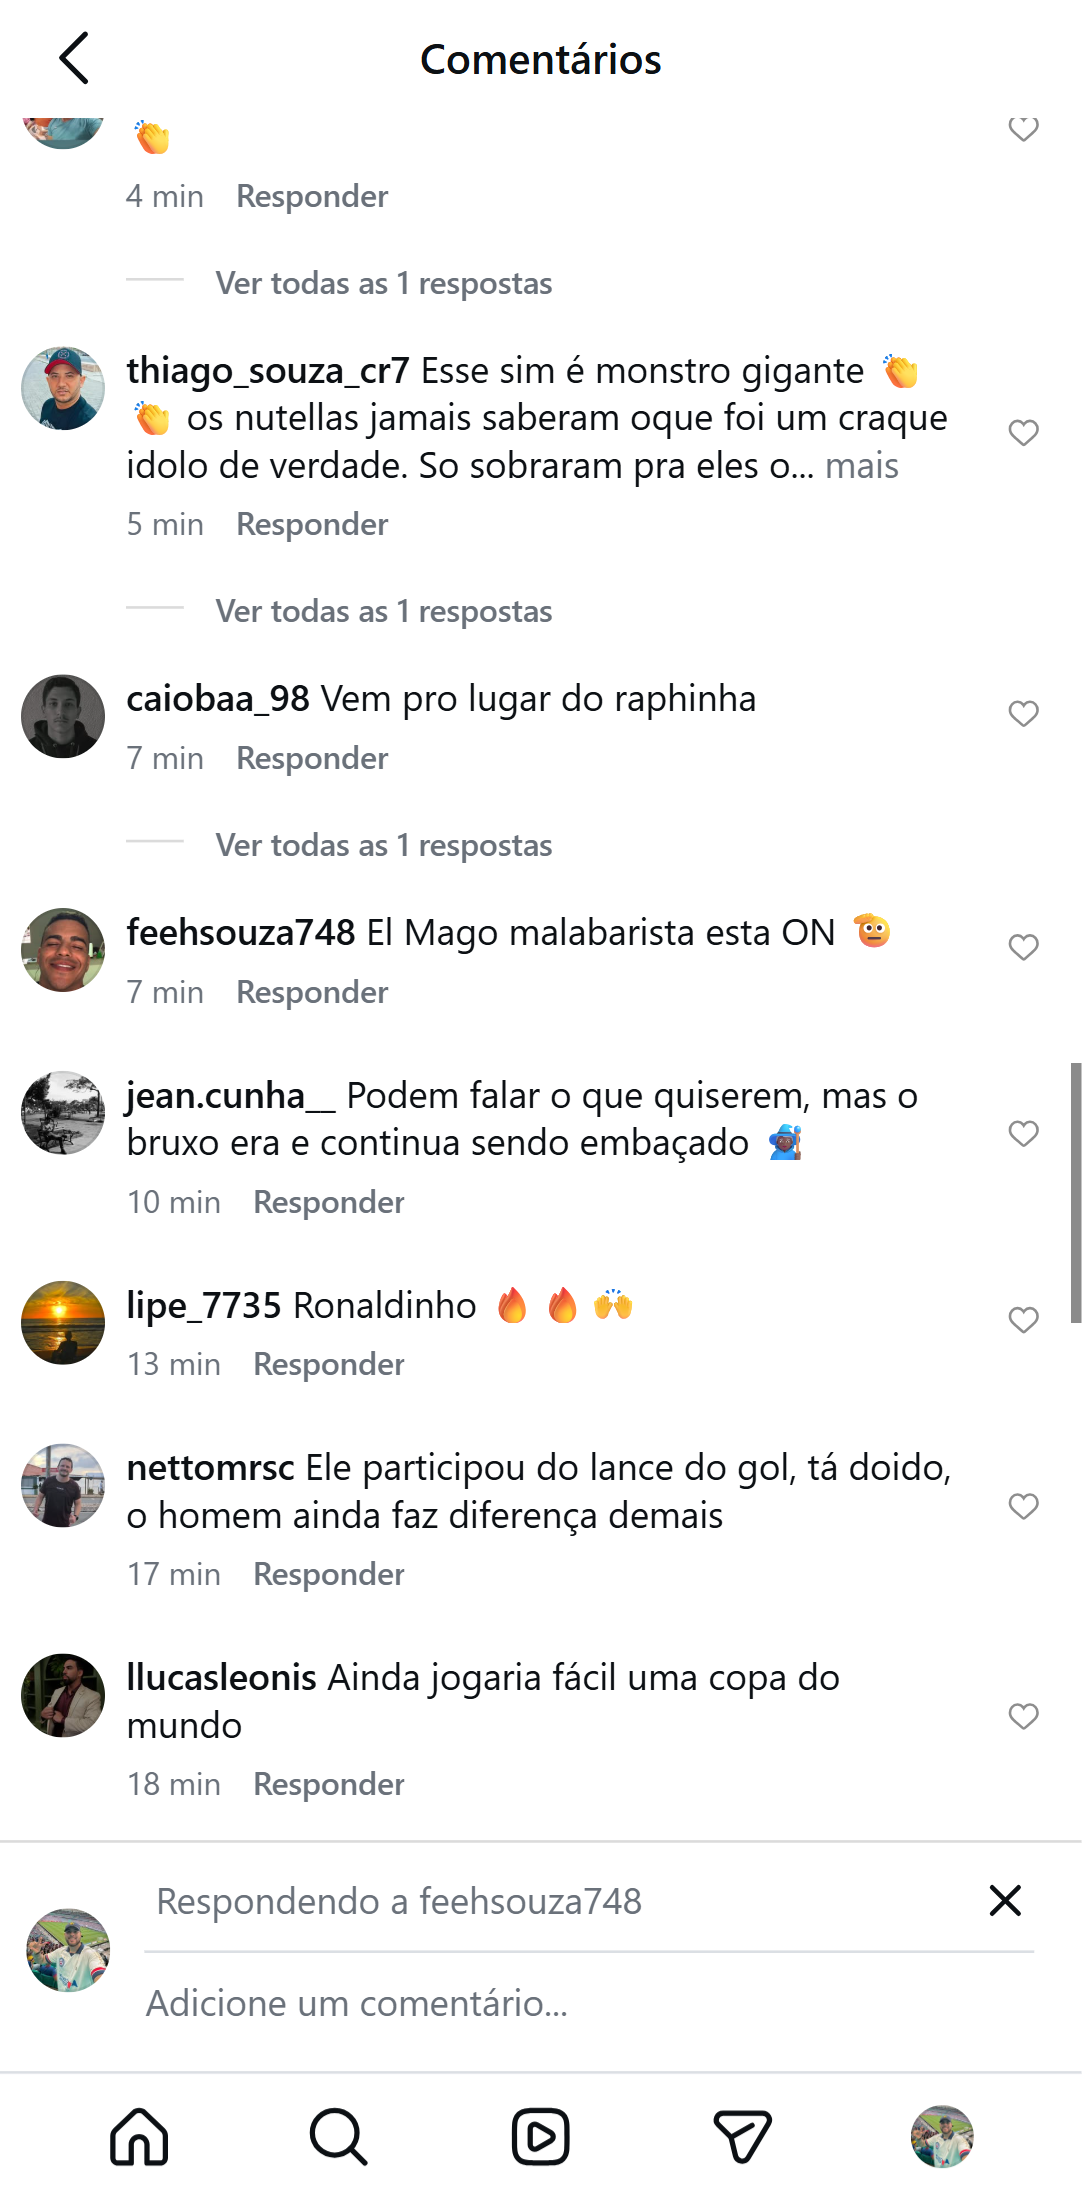 Comentários
👏
4 min Responder
Ver todas as 1 respostas
thiago_souza_cr7 Esse sim é monstro gigante 👏
👏 os nutellas jamais saberam oque foi um craque
idolo de verdade. So sobraram pra eles o... mais
5 min Responder
Ver todas as 1 respostas
caiobaa_98 Vem pro lugar do raphinha
7 min Responder
Ver todas as 1 respostas
feehsouza748 El Mago malabarista esta ON 🫡
7 min Responder
jean.cunha__ Podem falar o que quiserem, mas o
bruxo era e continua sendo embaçado 🧙🏿‍♂️
10 min Responder
lipe_7735 Ronaldinho 🔥🔥🙌
13 min Responder
nettomrsc Ele participou do lance do gol, tá doido,
o homem ainda faz diferença demais
17 min Responder
llucasleonis Ainda jogaria fácil uma copa do
mundo
18 min Responder
Respondendo a feehsouza748
Adicione um comentário...